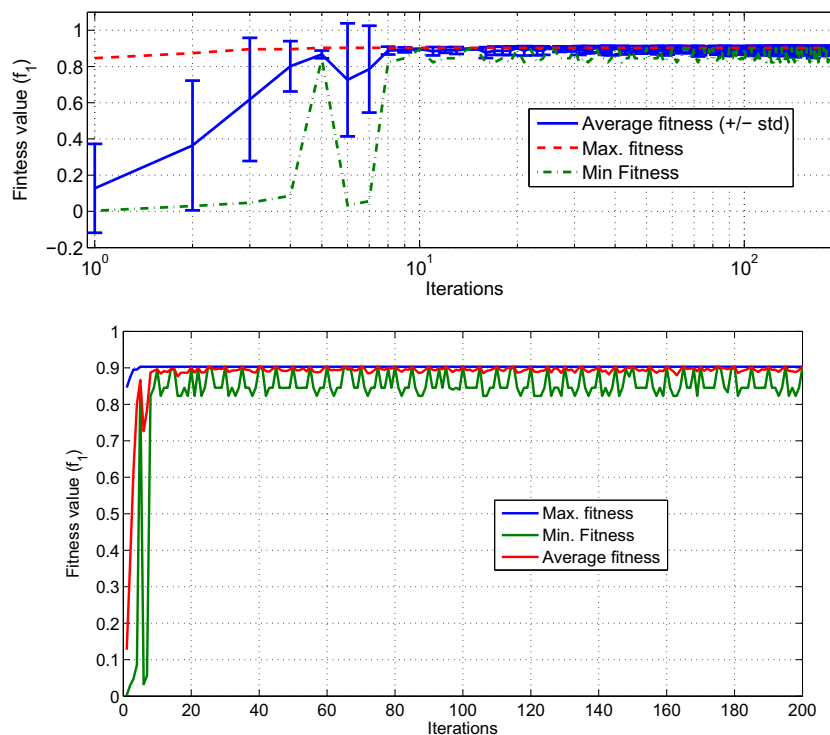 1
0.8
0.6
0.4
0.2
0
−0.2
Fintess value (f1)
Average fitness (+/− std)
Max. fitness
Min Fitness
10^0 10^1 10^2
Iterations
1
0.9
0.8
0.7
0.6
0.5
0.4
0.3
0.2
0.1
0
Fitness value (f1)
Max. fitness
Min. Fitness
Average fitness
0 20 40 60 80 100 120 140 160 180 200
Iterations